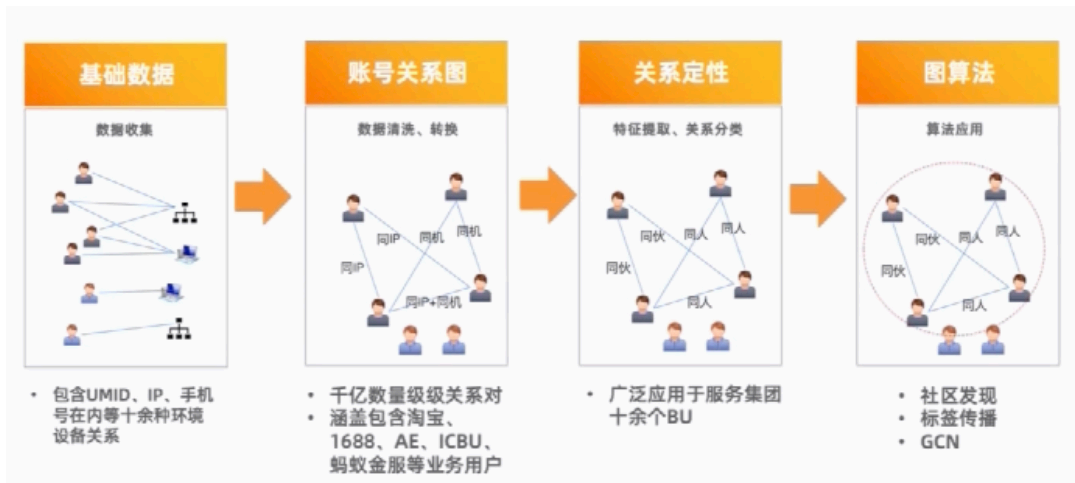 基础数据
数据收集
包含UMID、IP、手机
号在内等十余种环境
设备关系
账号关系图
数据清洗、转换
同IP
同机
同机
同IP
同IP+同机
千亿数量级级关系对
涵盖包含淘宝、
1688、AE、ICBU、
蚂蚁金服等业务用户
关系定性
特征提取、关系分类
同伙
同人
同人
同伙
同人
广泛应用于服务集团
十余个BU
图算法
算法应用
同伙
同人
同人
同伙
同人
社区发现
标签传播
GCN